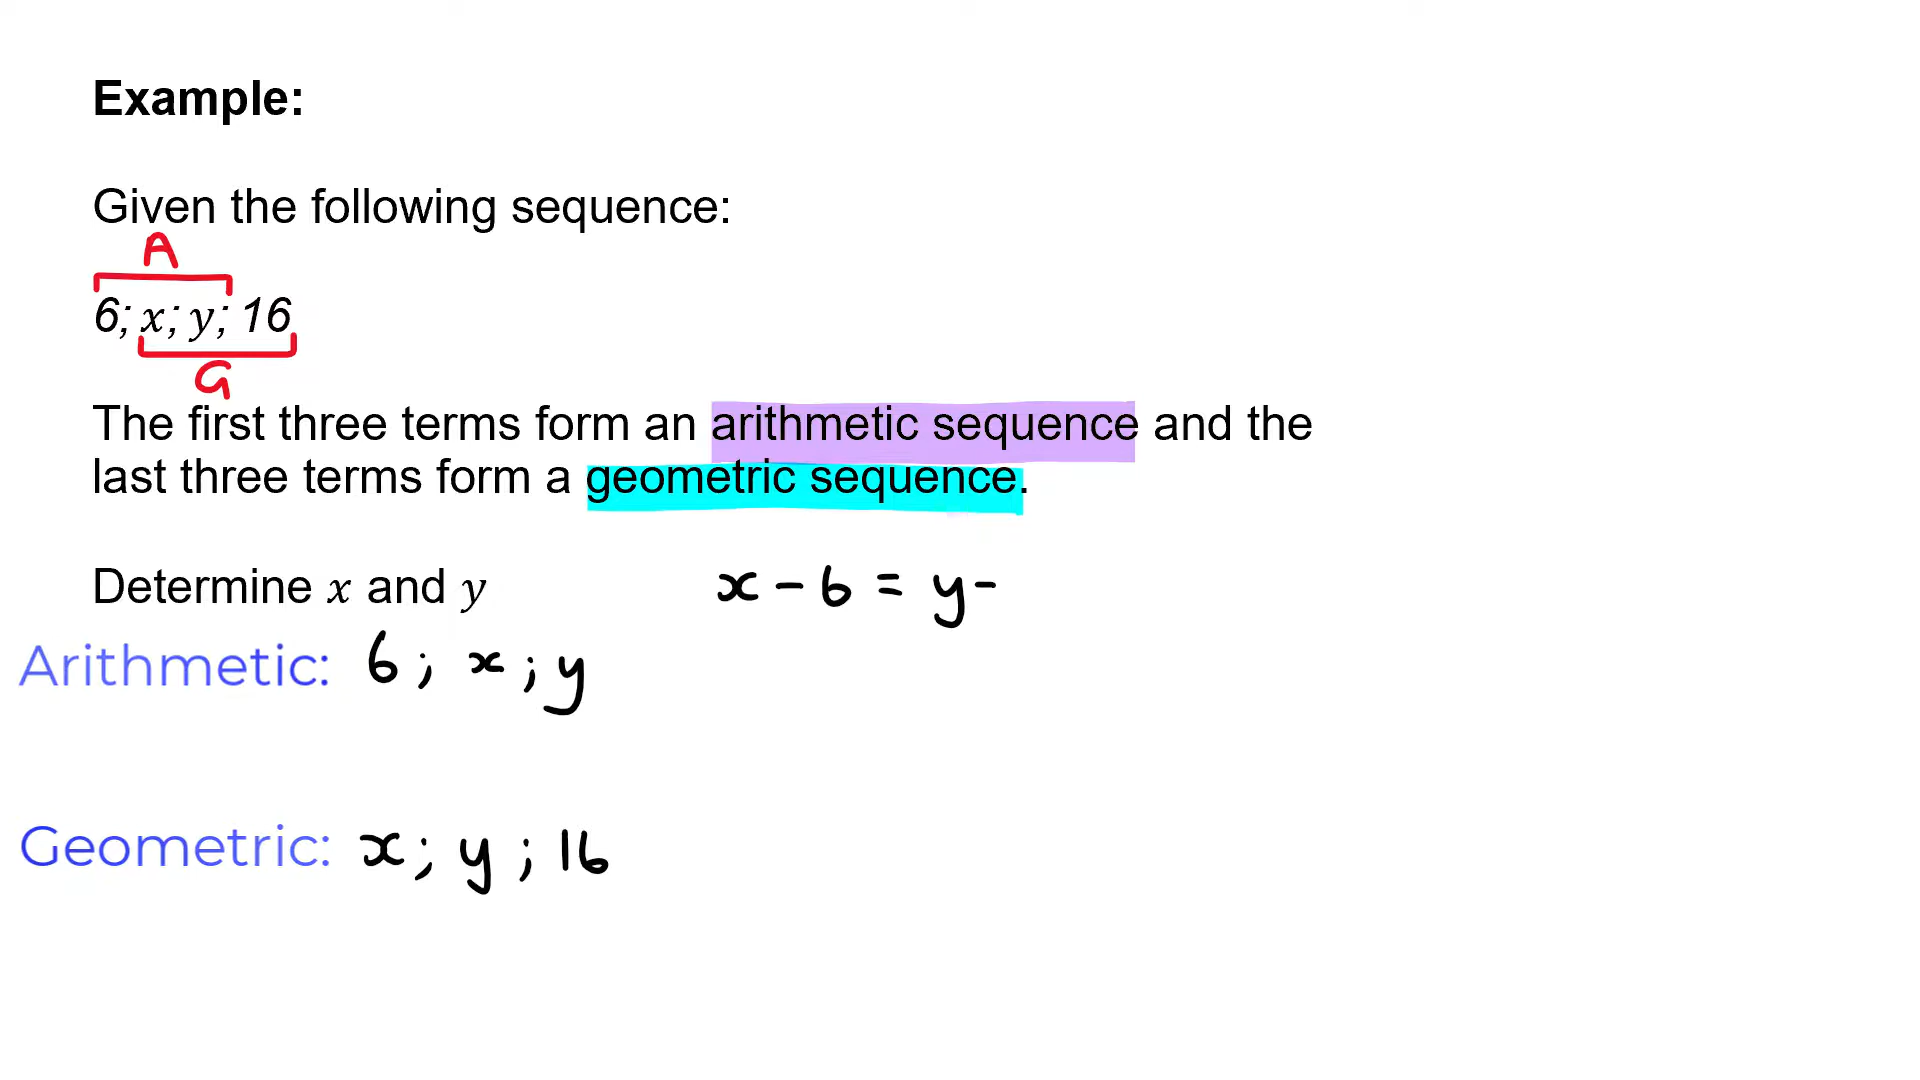 Example:
Given the following sequence:
A
6; x; y; 16
G
The first three terms form an arithmetic sequence and the
last three terms form a geometric sequence.
Determine x and y
x - 6 = y -
Arithmetic: 6 ; x ; y
Geometric: x ; y ; 16